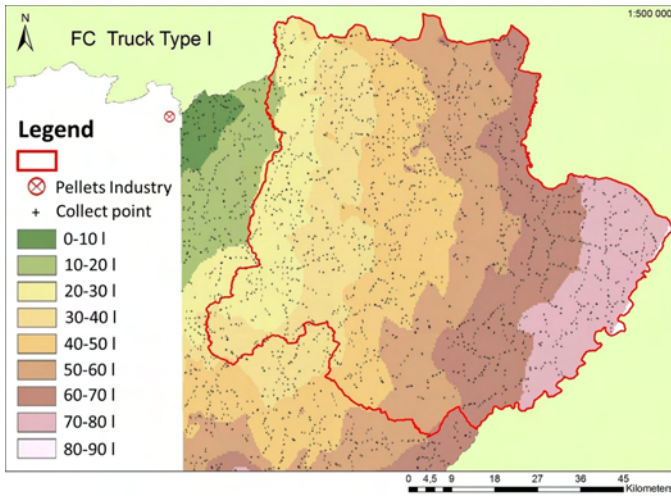 1:500 000
N
FC Truck Type I
Legend
Pellets Industry
Collect point
0-10 l
10-20 l
20-30 l
30-40 l
40-50 l
50-60 l
60-70 l
70-80 l
80-90 l
0 4,5 9 18 27 36 45
Kilometers